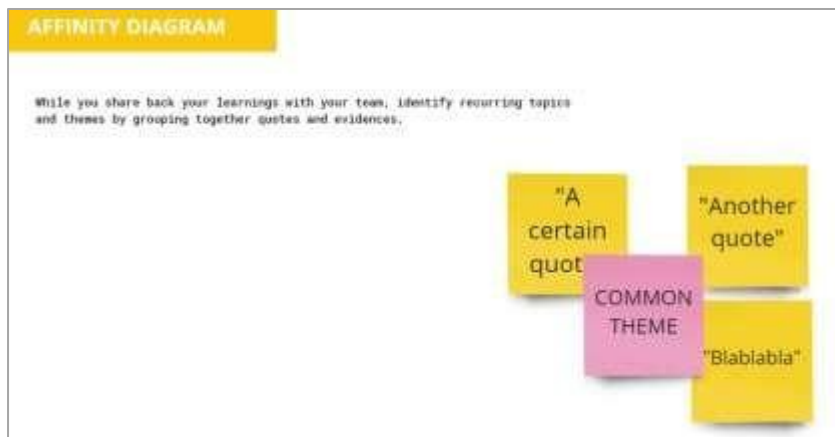 AFFINITY DIAGRAM
While you share back your learnings with your team, identify recurring topics
and themes by grouping together quotes and evidences.
"A
certain
quot
"Another
quote"
COMMON
THEME
"Blablabla"